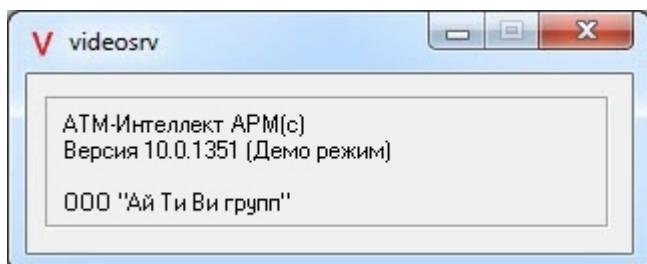 videosrv
АТМ-Интеллект АРМ(c)
Версия 10.0.1351 (Демо режим)
ООО "Ай Ти Ви групп"